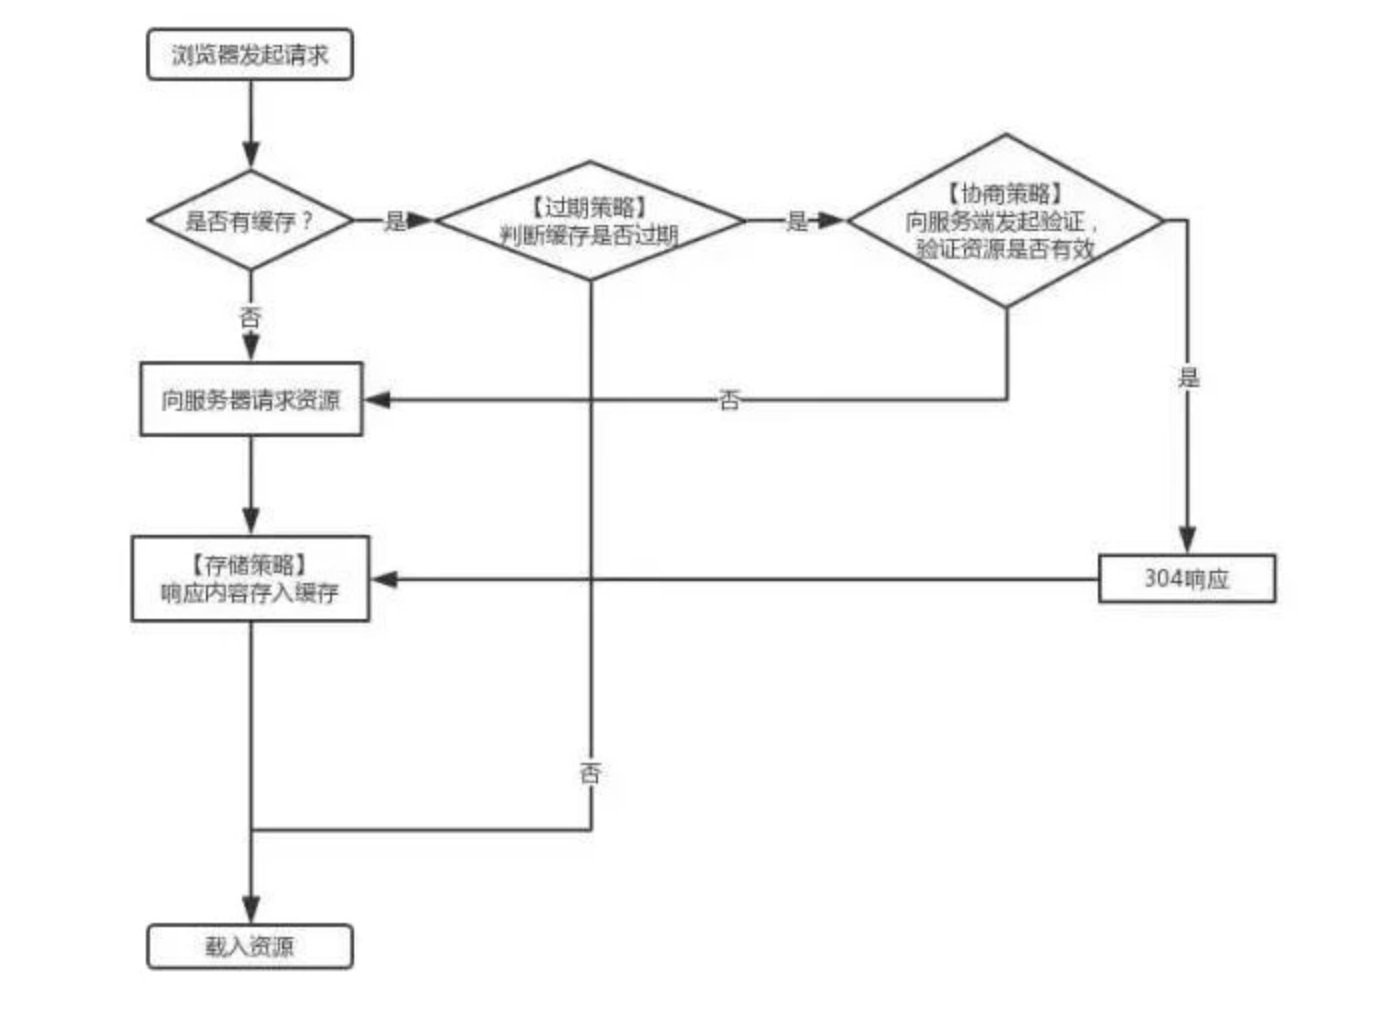 浏览器发起请求
是否有缓存？
是
【过期策略】
判断缓存是否过期
是
【协商策略】
向服务端发起验证，
验证资源是否有效
否
是
向服务器请求资源
否
【存储策略】
响应内容存入缓存
304响应
否
载入资源